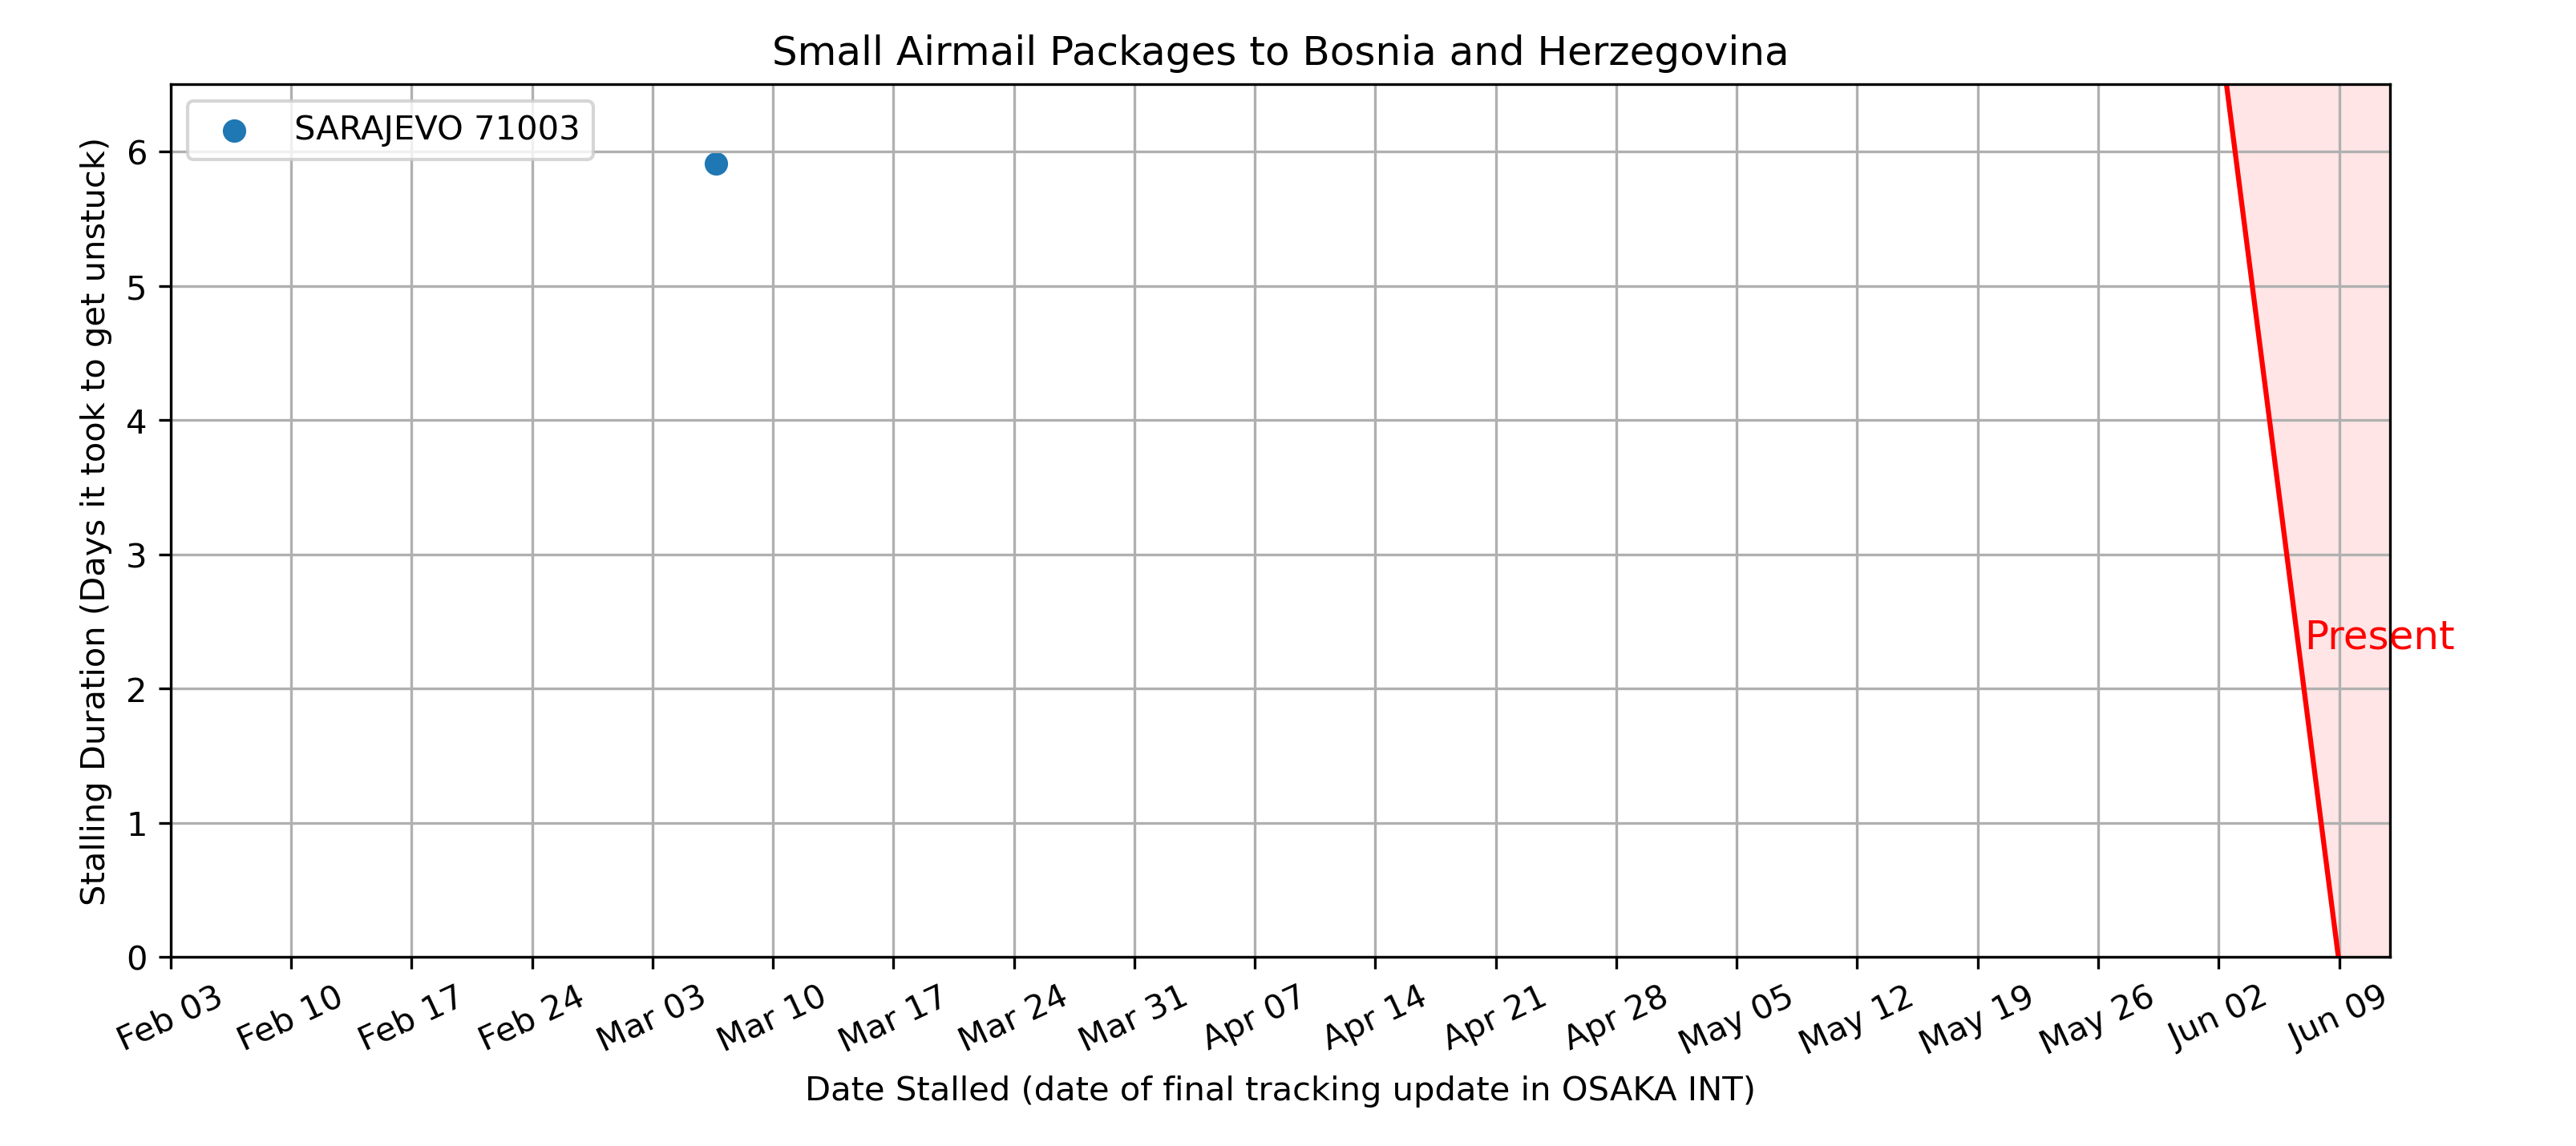 Small Airmail Packages to Bosnia and Herzegovina
SARAJEVO 71003
Stalling Duration (Days it took to get unstuck)
6
5
4
3
2
1
0
Present
Feb 03
Feb 10
Feb 17
Feb 24
Mar 03
Mar 10
Mar 17
Mar 24
Mar 31
Apr 07
Apr 14
Apr 21
Apr 28
May 05
May 12
May 19
May 26
Jun 02
Jun 09
Date Stalled (date of final tracking update in OSAKA INT)